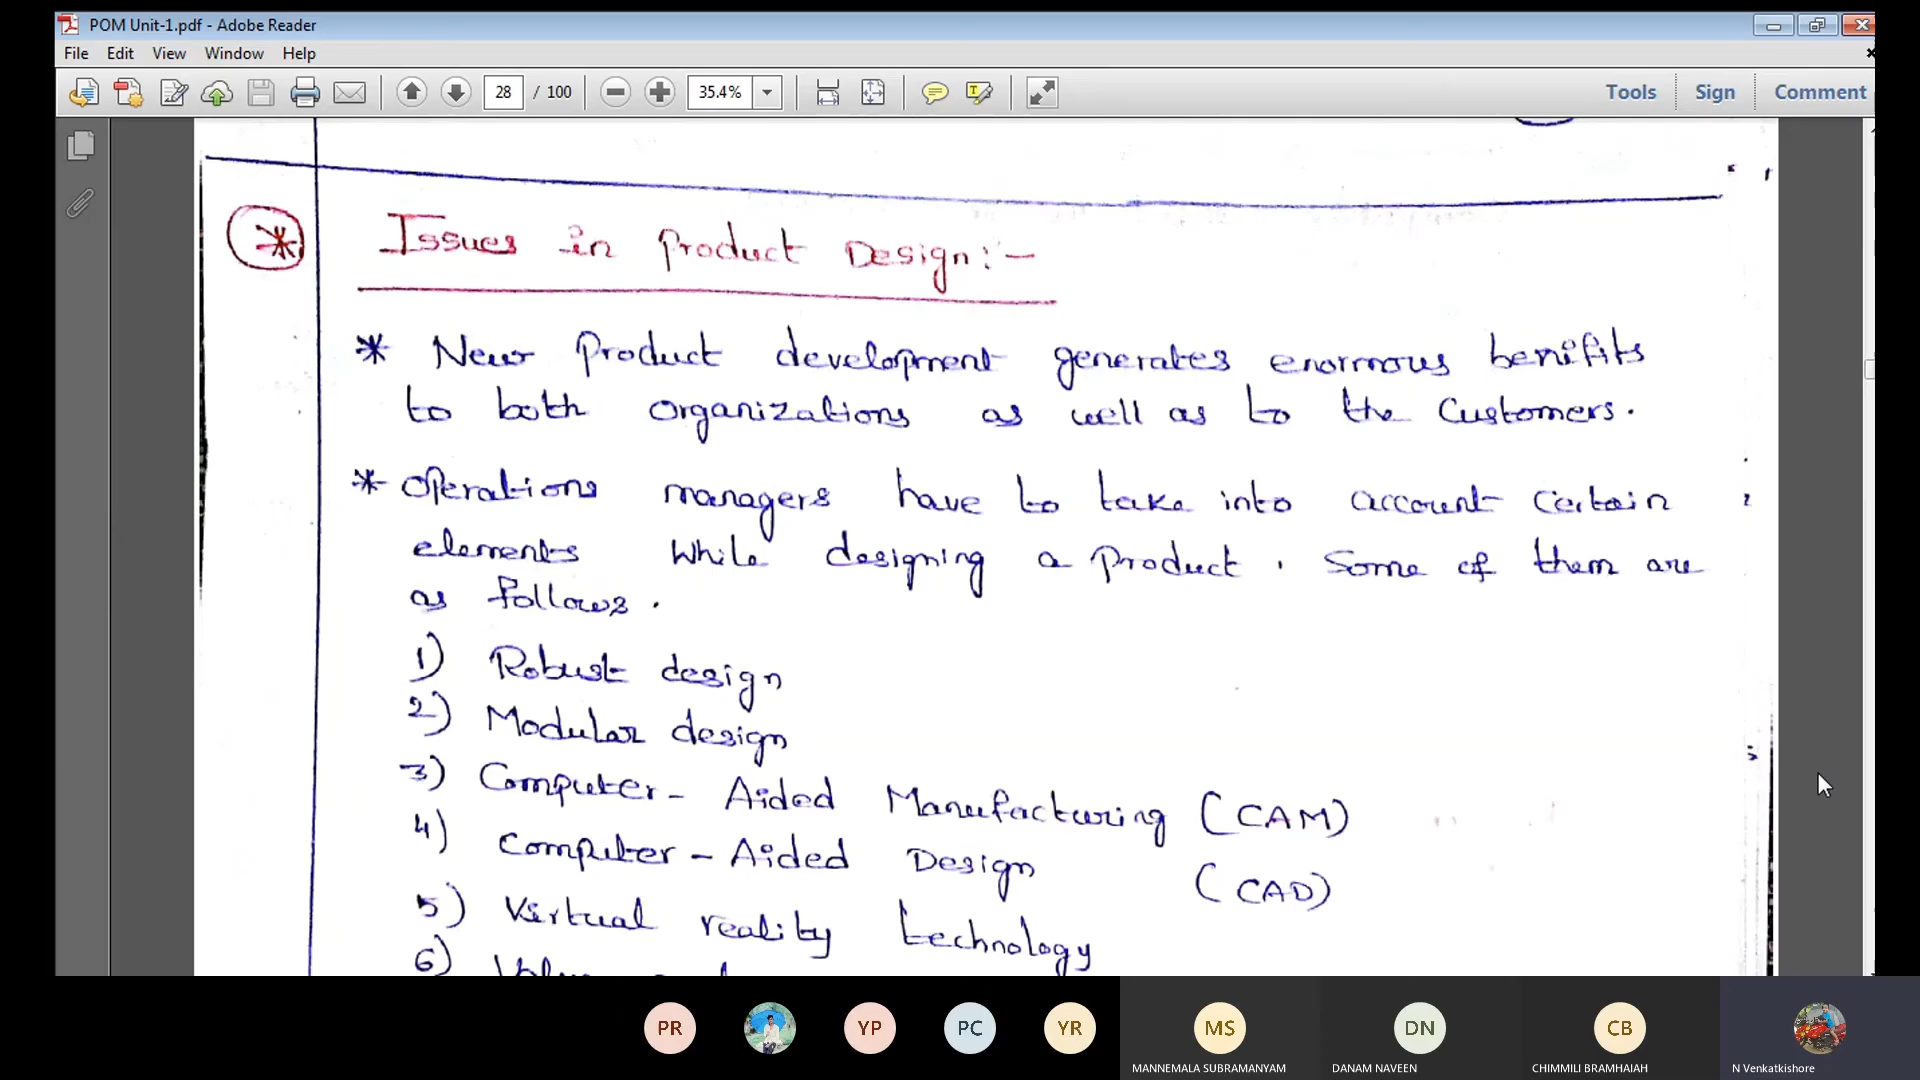 POM Unit-1.pdf - Adobe Reader
File Edit View Window Help
28 / 100 35.4% Tools Sign Comment
* Issues in Product Design:-
* New Product development generates enormous benifits
to both organizations as well as to the Customers.
* Operations managers have to take into account certain
elements while designing a Product. Some of them are
as follows.
1) Robust design
2) Modular design
3) Computer-Aided Manufacturing (CAM)
4) Computer-Aided Design (CAD)
5) Virtual reality technology
6)
PR YP PC YR MS DN CB
MANNEMALA SUBRAMANYAM DANAM NAVEEN CHIMMILI BRAMHAIAH N Venkatkishore